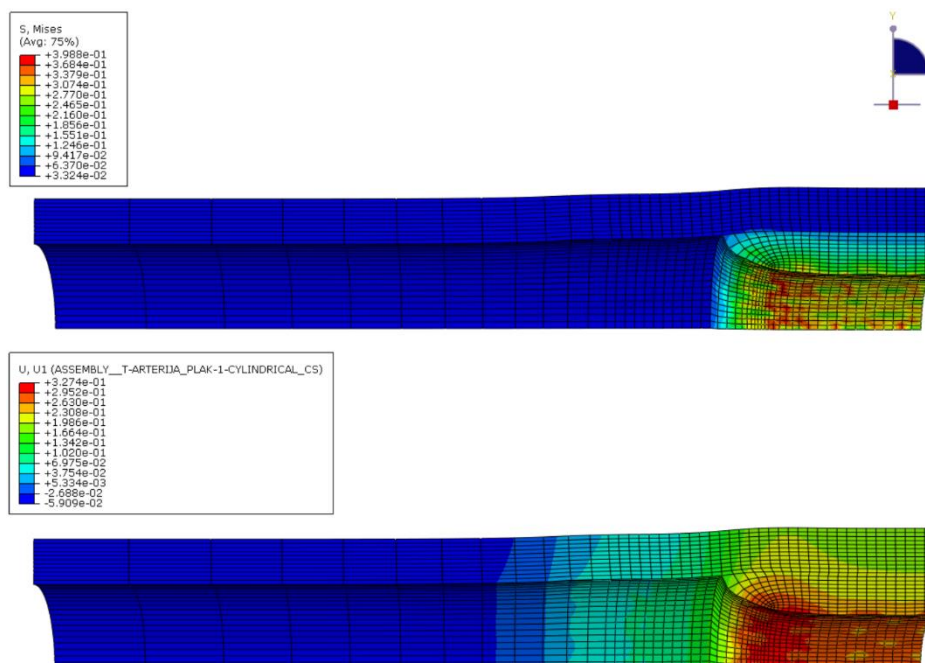 S, Mises
(Avg: 75%)
+3.988e-01
+3.684e-01
+3.379e-01
+3.074e-01
+2.770e-01
+2.465e-01
+2.160e-01
+1.856e-01
+1.551e-01
+1.246e-01
+9.417e-02
+6.370e-02
+3.324e-02
Y
U, U1 (ASSEMBLY__T-ARTERIJA_PLAK-1-CYLINDRICAL_CS)
+3.274e-01
+2.952e-01
+2.630e-01
+2.308e-01
+1.986e-01
+1.664e-01
+1.342e-01
+1.020e-01
+6.975e-02
+3.754e-02
+5.334e-03
-2.688e-02
-5.909e-02